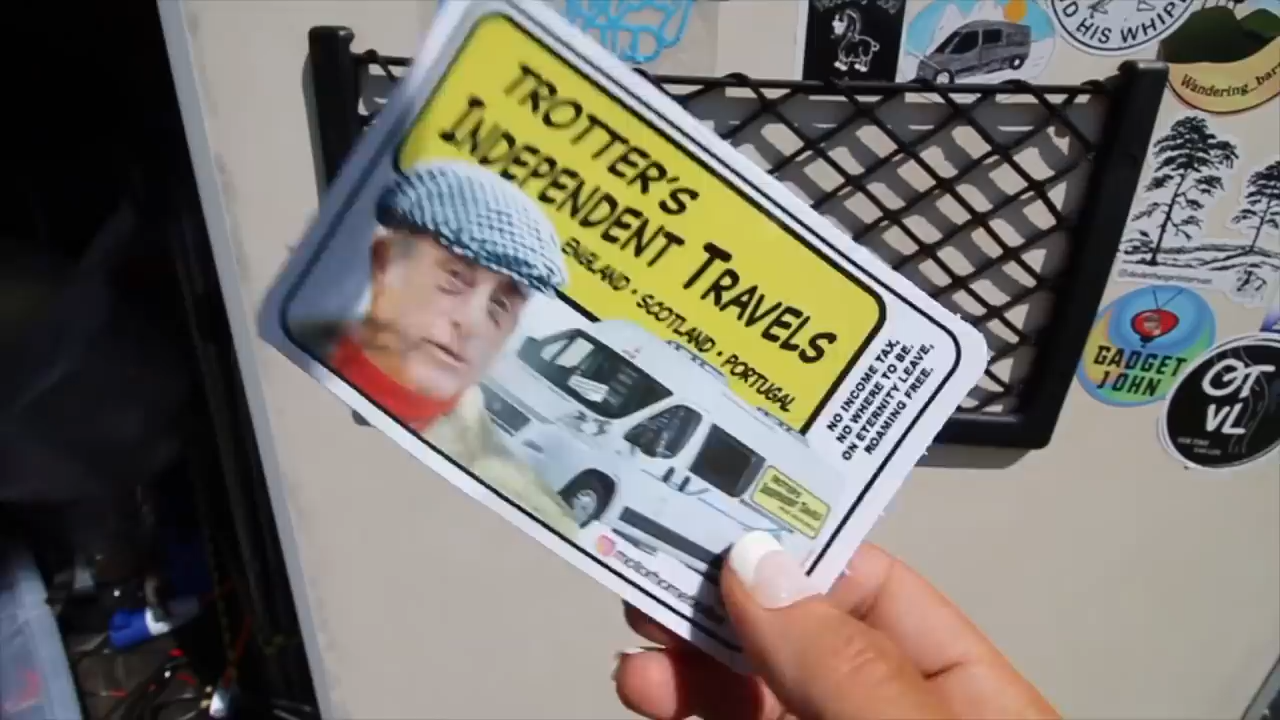 TROTTER'S
INDEPENDENT TRAVELS
ENGLAND · SCOTLAND · PORTUGAL
NO INCOME TAX,
NO WHERE TO BE.
ON ETERNITY LEAVE,
ROAMING FREE.
D HIS WHIP
Wandering_bar
GADGET
JOHN
OT
VL